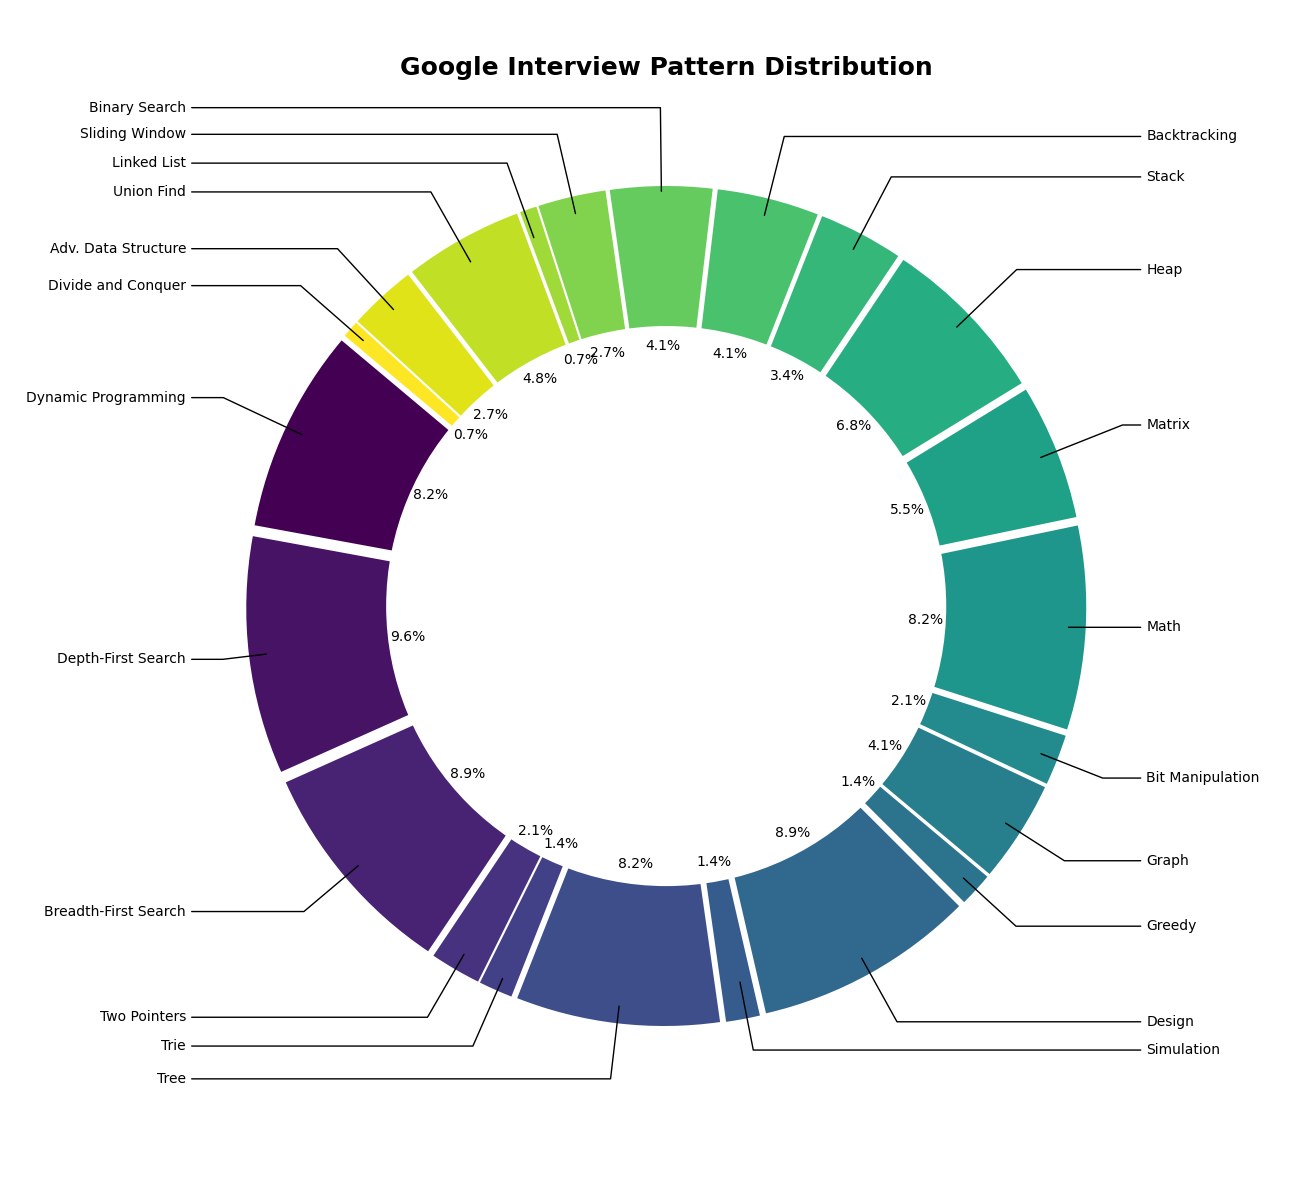 Google Interview Pattern Distribution
Binary Search
Sliding Window
Linked List
Union Find
Adv. Data Structure
Divide and Conquer
Dynamic Programming
Depth-First Search
Breadth-First Search
Two Pointers
Trie
Tree
Backtracking
Stack
Heap
Matrix
Math
Bit Manipulation
Graph
Greedy
Design
Simulation
4.1%
2.7%
0.7%
4.8%
2.7%
0.7%
8.2%
9.6%
8.9%
2.1%
1.4%
8.2%
4.1%
3.4%
6.8%
5.5%
8.2%
2.1%
4.1%
1.4%
8.9%
1.4%